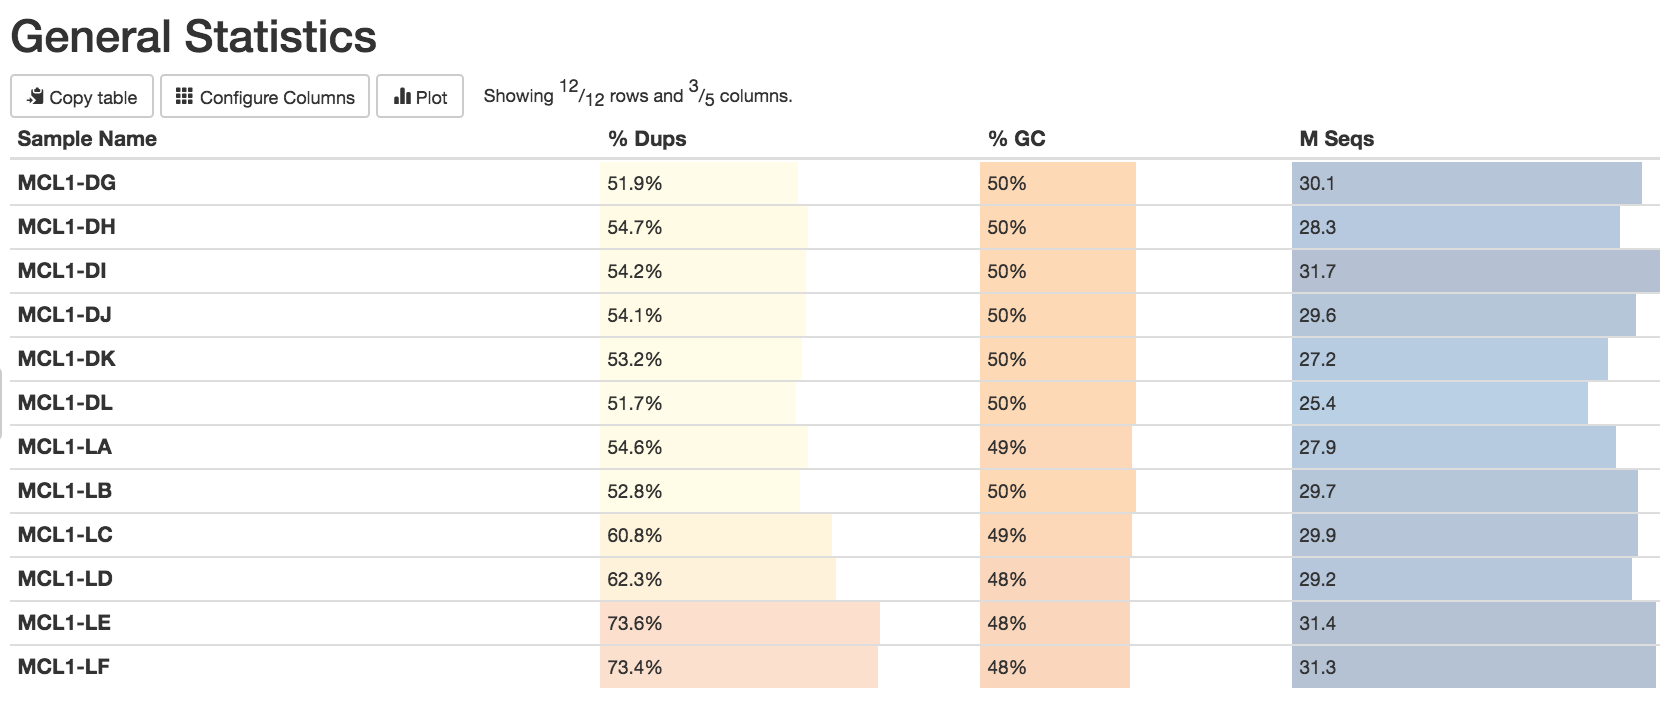 General Statistics
Copy table Configure Columns Plot Showing 12/12 rows and 3/5 columns.
Sample Name % Dups % GC M Seqs
MCL1-DG 51.9% 50% 30.1
MCL1-DH 54.7% 50% 28.3
MCL1-DI 54.2% 50% 31.7
MCL1-DJ 54.1% 50% 29.6
MCL1-DK 53.2% 50% 27.2
MCL1-DL 51.7% 50% 25.4
MCL1-LA 54.6% 49% 27.9
MCL1-LB 52.8% 50% 29.7
MCL1-LC 60.8% 49% 29.9
MCL1-LD 62.3% 48% 29.2
MCL1-LE 73.6% 48% 31.4
MCL1-LF 73.4% 48% 31.3